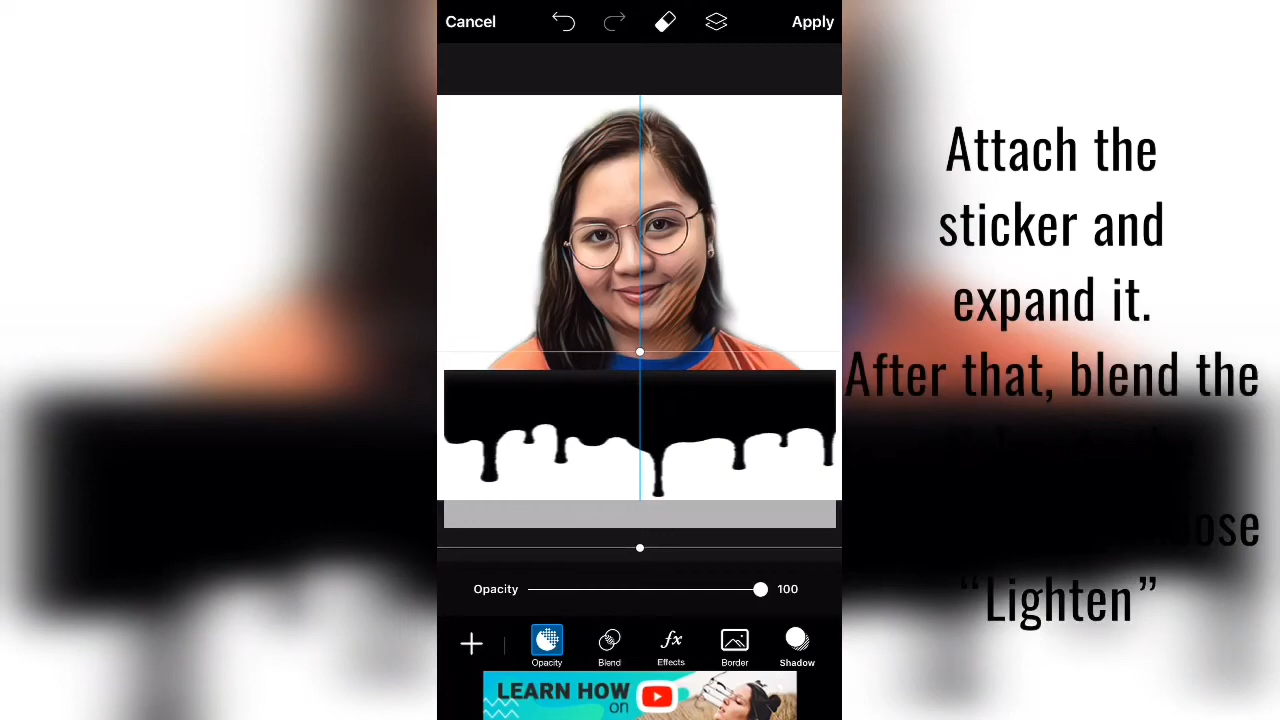 Cancel
Apply
Attach the
sticker and
expand it.
After that, blend the
“Lighten”
Opacity
100
Opacity
Blend
Effects
Border
Shadow
LEARN HOW
on